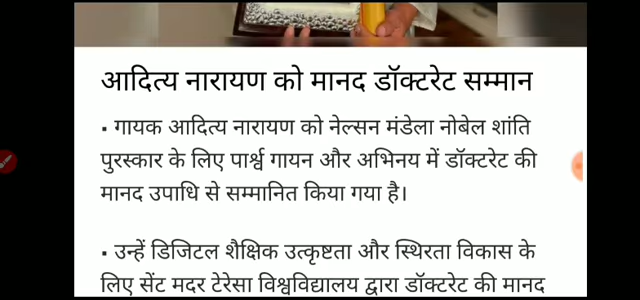 आदित्य नारायण को मानद डॉक्टरेट सम्मान
▪ गायक आदित्य नारायण को नेल्सन मंडेला नोबेल शांति
पुरस्कार के लिए पार्श्व गायन और अभिनय में डॉक्टरेट की
मानद उपाधि से सम्मानित किया गया है।
▪ उन्हें डिजिटल शैक्षिक उत्कृष्टता और स्थिरता विकास के
लिए सेंट मदर टेरेसा विश्वविद्यालय द्वारा डॉक्टरेट की मानद